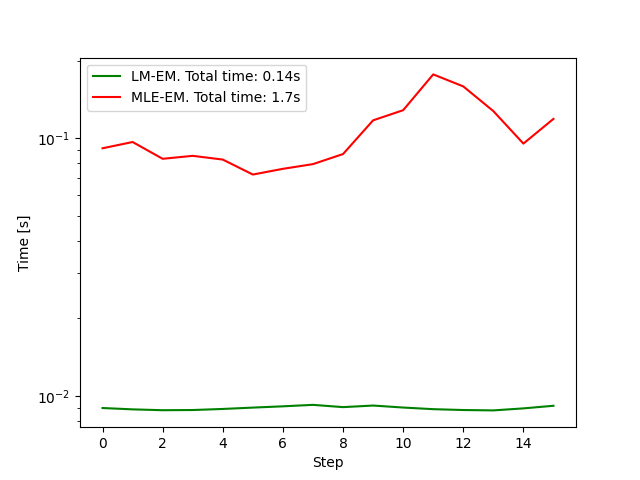 LM-EM. Total time: 0.14s
MLE-EM. Total time: 1.7s
10⁻¹
10⁻²
Time [s]
0 2 4 6 8 10 12 14
Step